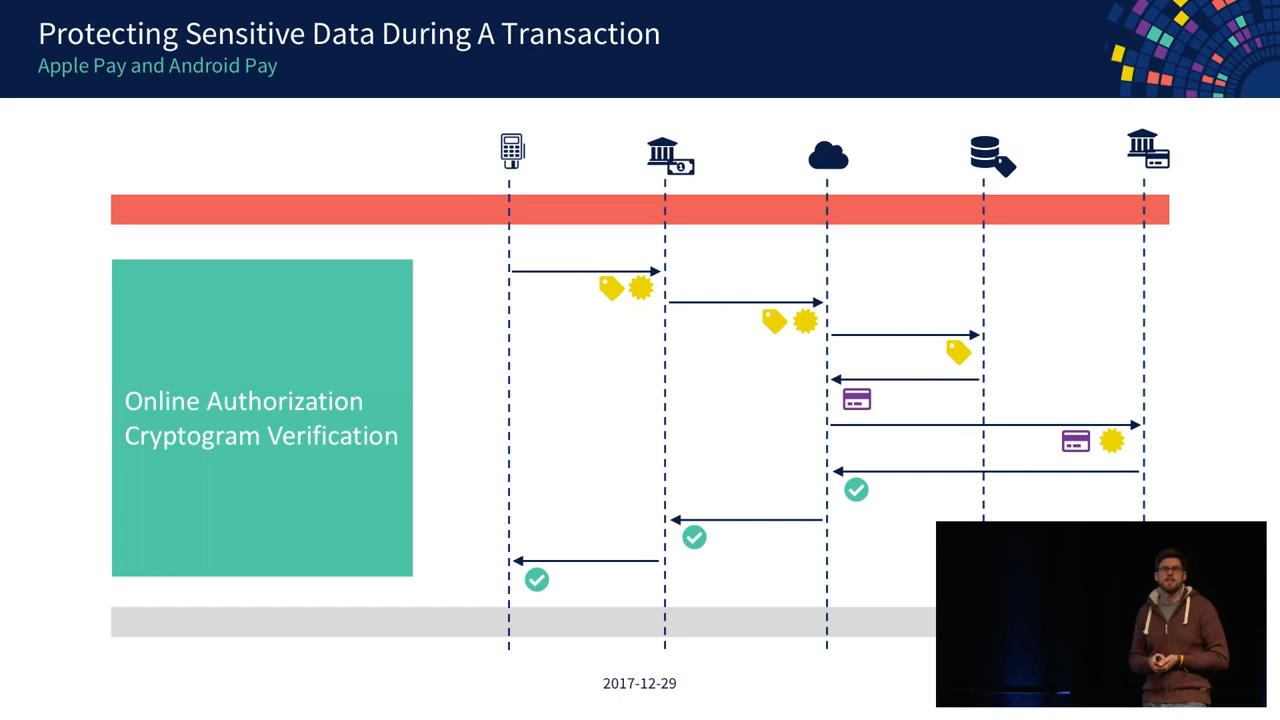 Protecting Sensitive Data During A Transaction
Apple Pay and Android Pay
Online Authorization
Cryptogram Verification
2017-12-29